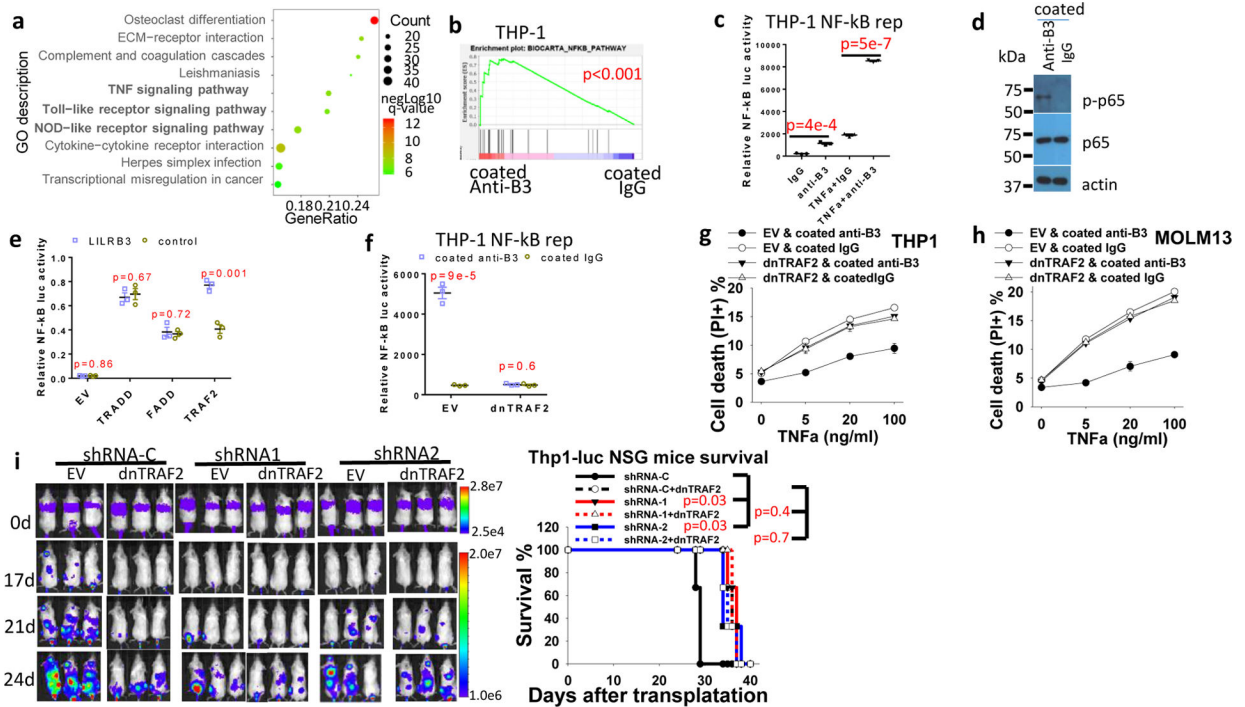 a
Osteoclast differentiation
ECM-receptor interaction
Complement and coagulation cascades
Leishmaniasis
TNF signaling pathway
Toll-like receptor signaling pathway
NOD-like receptor signaling pathway
Cytokine-cytokine receptor interaction
Herpes simplex infection
Transcriptional misregulation in cancer
GO description
0.18 0.21 0.24
GeneRatio
Count
20
25
30
35
40
negLog10
q-value
12
10
8
6
b
THP-1
Enrichment plot: BIOCARTA_NFKB_PATHWAY
Enrichment score (ES)
p<0.001
coated
Anti-B3
coated
IgG
c
THP-1 NF-kB rep
Relative NF-kB luc activity
10000
8000
6000
4000
2000
0
p=4e-4
p=5e-7
IgG
anti-B3
TNFa+IgG
TNFa+anti-B3
d
coated
Anti-B3
IgG
kDa
75
50
p-p65
75
50
p65
37
actin
e
LILRB3 control
Relative NF-kB luc activity
1.0
0.8
0.6
0.4
0.2
0.0
p=0.86
p=0.67
p=0.72
p=0.001
EV
TRADD
FADD
TRAF2
f
THP-1 NF-kB rep
coated anti-B3 coated IgG
Relative NF-kB luc activity
6000
4000
2000
0
p=9e-5
p=0.6
EV dnTRAF2
g
EV & coated anti-B3
EV & coated IgG
dnTRAF2 & coated anti-B3
dnTRAF2 & coatedIgG
THP1
Cell death (PI+) %
20
15
10
5
0
0 5 20 100
TNFa (ng/ml)
h
EV & coated anti-B3
EV & coated IgG
dnTRAF2 & coated anti-B3
dnTRAF2 & coated IgG
MOLM13
Cell death (PI+) %
20
15
10
5
0
0 5 20 100
TNFa (ng/ml)
i
shRNA-C shRNA1 shRNA2
EV dnTRAF2 EV dnTRAF2 EV dnTRAF2
0d
17d
21d
24d
2.8e7
2.5e4
2.0e7
1.0e6
Thp1-luc NSG mice survival
shRNA-C
shRNA-C+dnTRAF2
shRNA-1 p=0.03
shRNA-1+dnTRAF2
shRNA-2 p=0.03
shRNA-2+dnTRAF2
p=0.4
p=0.7
Survival %
120
100
80
60
40
20
0
0 10 20 30 40
Days after transplatation